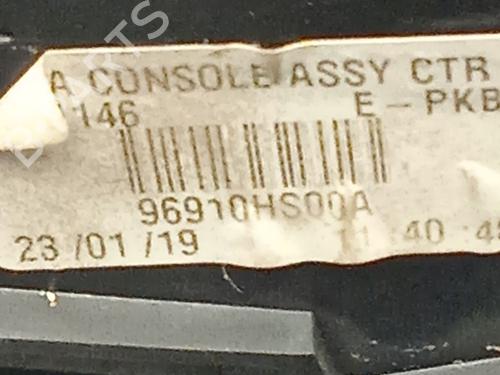 A CONSOLE ASSY CTR
146 E-PKB
96910HS00A
23 /01 /19 11:40:4